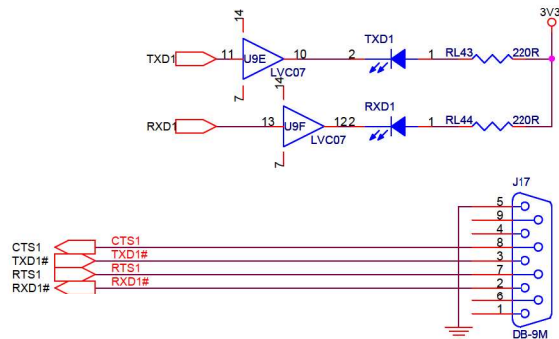 3V3
14
TXD1
TXD1 11 U9E 10 2 1 RL43 220R
LVC07
7
14
RXD1
RXD1 13 U9F 12 2 1 RL44 220R
LVC07
7
J17
5
9
4
CTS1 CTS1 8
TXD1# TXD1# 3
RTS1 RTS1 7
RXD1# RXD1# 2
6
1
DB-9M